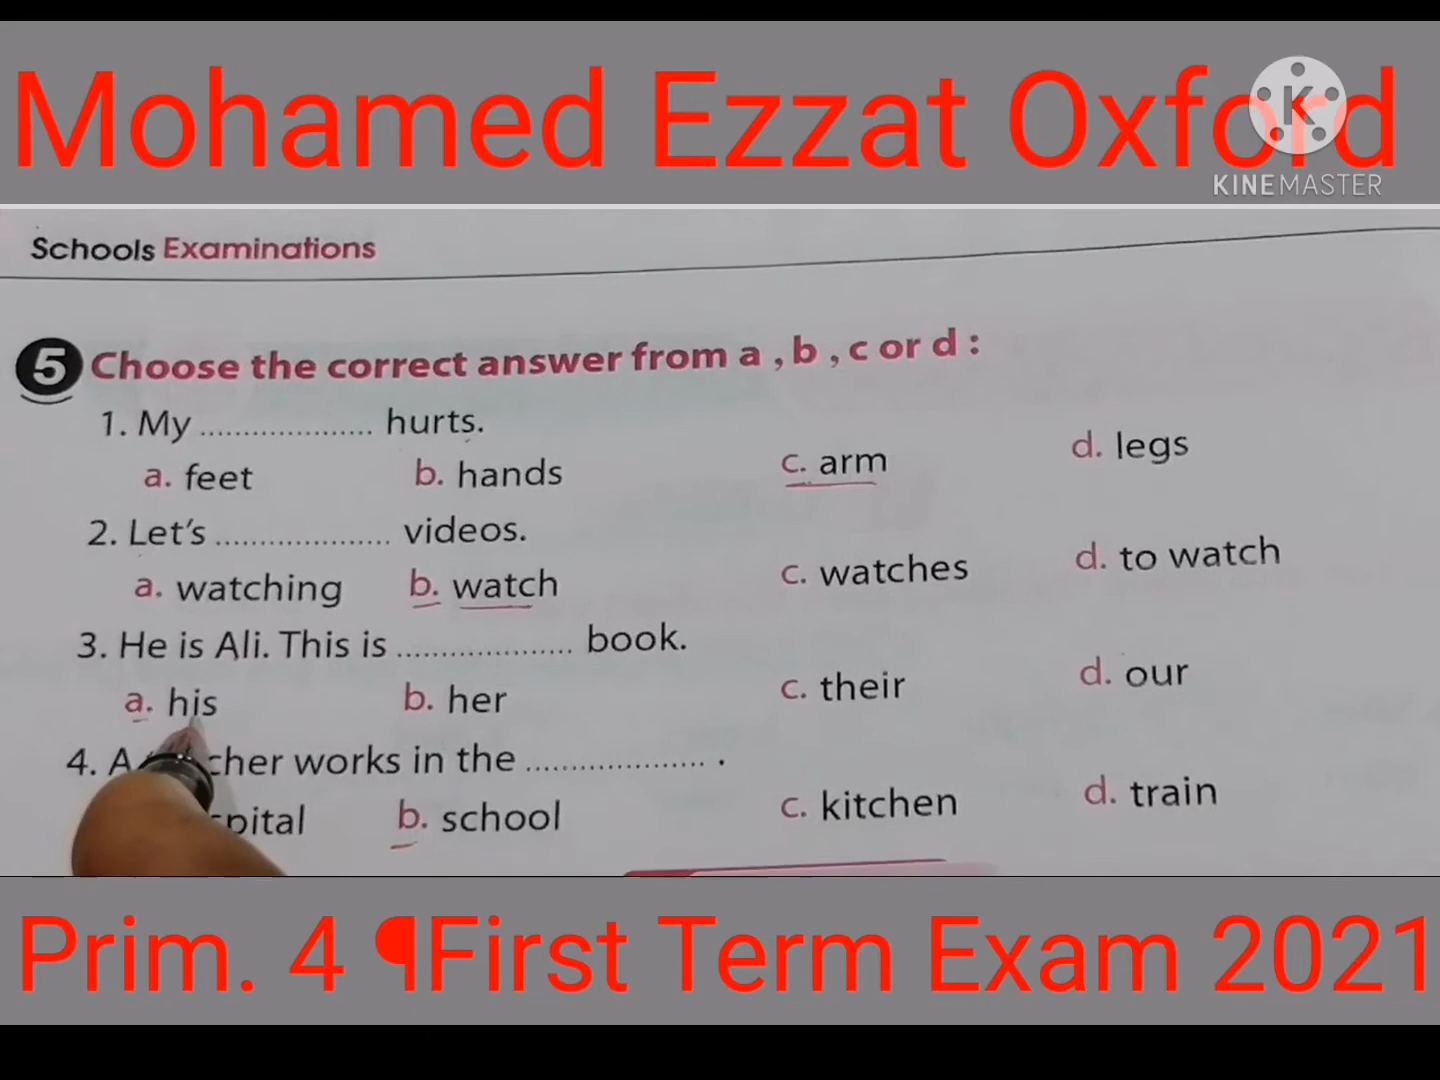 Mohamed Ezzat Oxford
KINEMASTER
Schools Examinations
5 Choose the correct answer from a , b , c or d :
1. My .................... hurts.
a. feet b. hands c. arm d. legs
2. Let's .................... videos.
a. watching b. watch c. watches d. to watch
3. He is Ali. This is .................... book.
a. his b. her c. their d. our
4. A works in the .................... .
b. school c. kitchen d. train
Prim. 4 ¶First Term Exam 2021